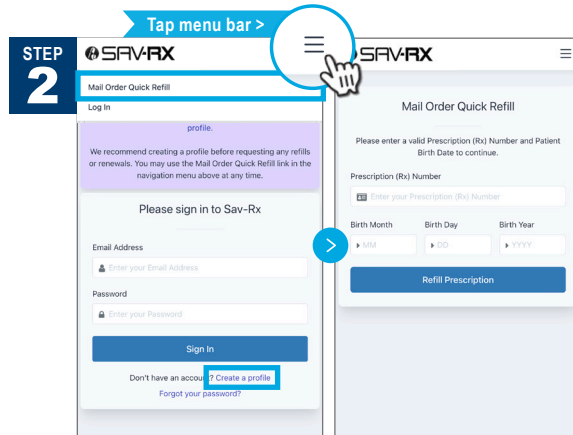 Tap menu bar >
STEP
2
SAV-RX
Mail Order Quick Refill
Log In
profile.
We recommend creating a profile before requesting any refills
or renewals. You may use the Mail Order Quick Refill link in the
navigation menu above at any time.
Please sign in to Sav-Rx
Email Address
Enter your Email Address
Password
Enter your Password
Sign In
Don't have an account? Create a profile
Forgot your password?
>
SAV-RX
Mail Order Quick Refill
Please enter a valid Prescription (Rx) Number and Patient
Birth Date to continue.
Prescription (Rx) Number
Enter your Prescription (Rx) Number
Birth Month Birth Day Birth Year
MM DD YYYY
Refill Prescription